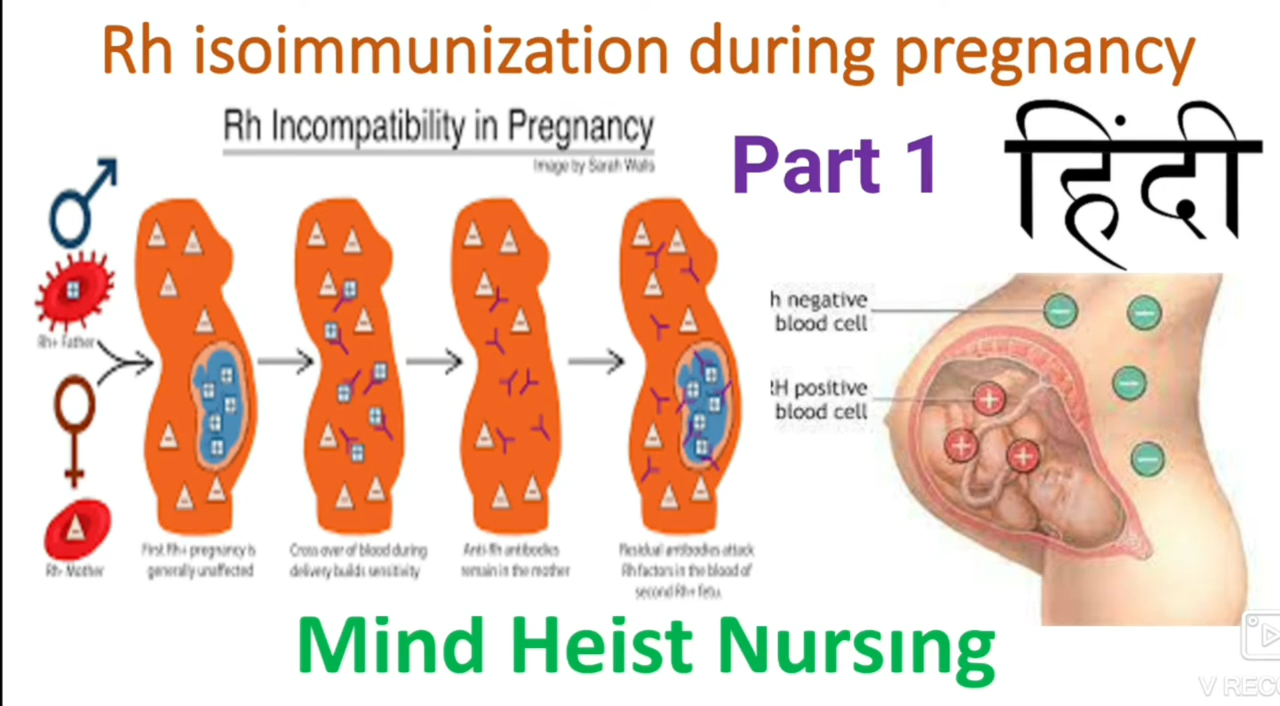 Rh isoimmunization during pregnancy
Rh Incompatibility in Pregnancy
Image by Sarah Walls
Part 1
हिंदी
Rh+ Father
Rh- Mother
First Rh+ pregnancy is
generally unaffected
Cross over of blood during
delivery builds sensitivity
Anti-Rh antibodies
remain in the mother
Residual antibodies attack
Rh factors in the blood of
second Rh+ fetu.
h negative
blood cell
RH positive
blood cell
Mind Heist Nursıng
V RECO